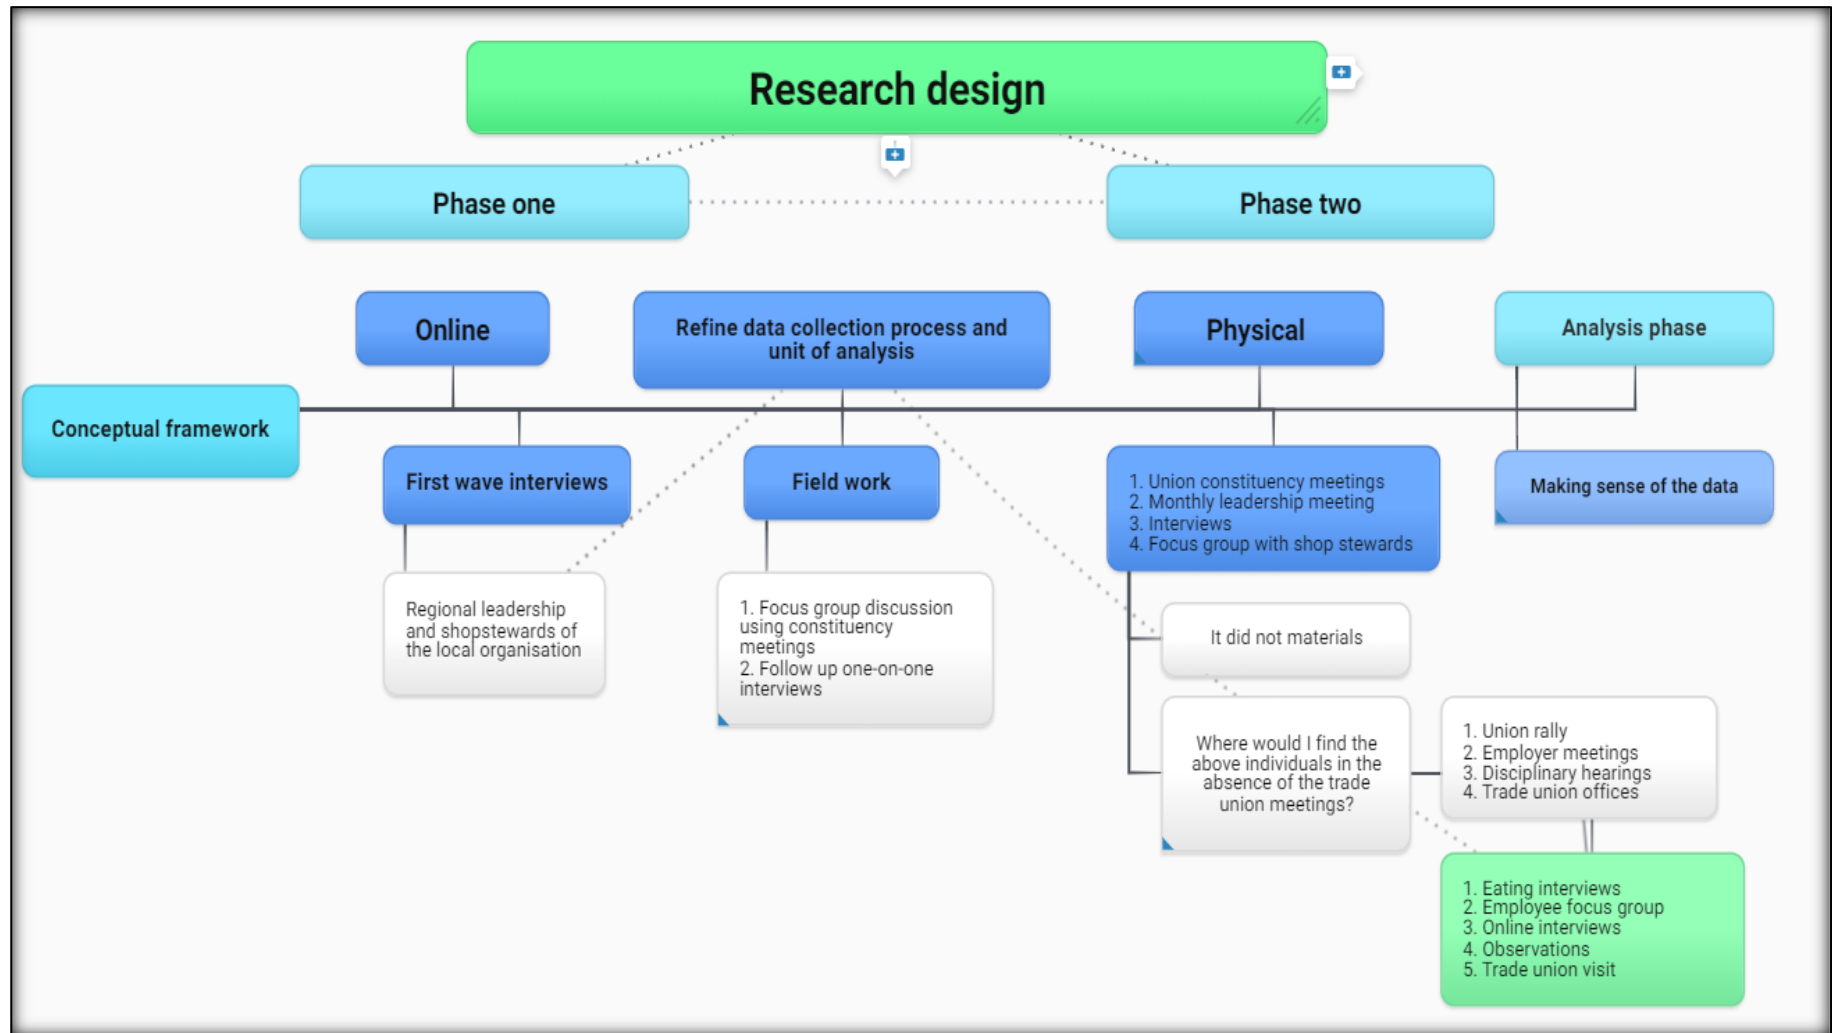 Research design
Phase one
Phase two
Online
Refine data collection process and
unit of analysis
Physical
Analysis phase
Conceptual framework
First wave interviews
Field work
1. Union constituency meetings
2. Monthly leadership meeting
3. Interviews
4. Focus group with shop stewards
Making sense of the data
Regional leadership
and shopstewards of
the local organisation
1. Focus group discussion
using constituency
meetings
2. Follow up one-on-one
interviews
It did not materials
Where would I find the
above individuals in the
absence of the trade
union meetings?
1. Union rally
2. Employer meetings
3. Disciplinary hearings
4. Trade union offices
1. Eating interviews
2. Employee focus group
3. Online interviews
4. Observations
5. Trade union visit